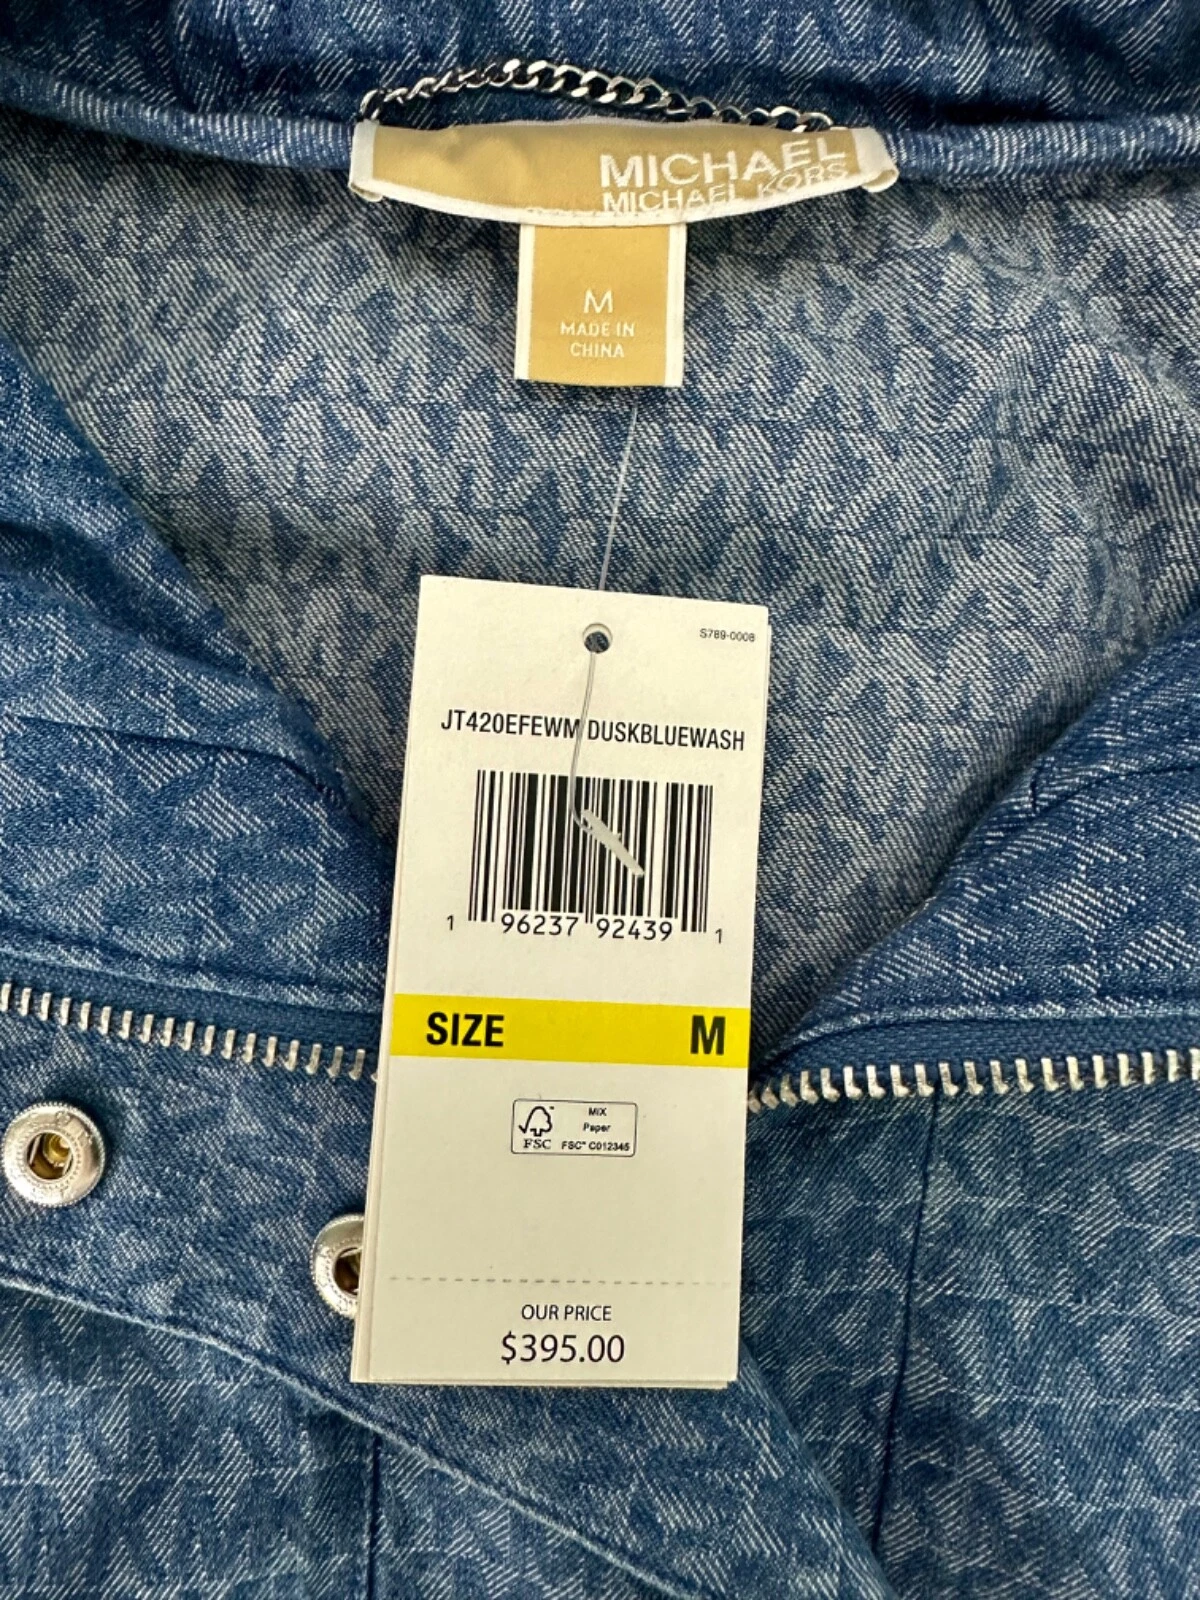 MICHAEL
MICHAEL KORS
M
MADE IN
CHINA
S789-0008
JT420EFEWM DUSKBLUEWASH
1 96237 92439 1
SIZE M
MIX
Paper
FSC FSC™ C012345
OUR PRICE
$395.00